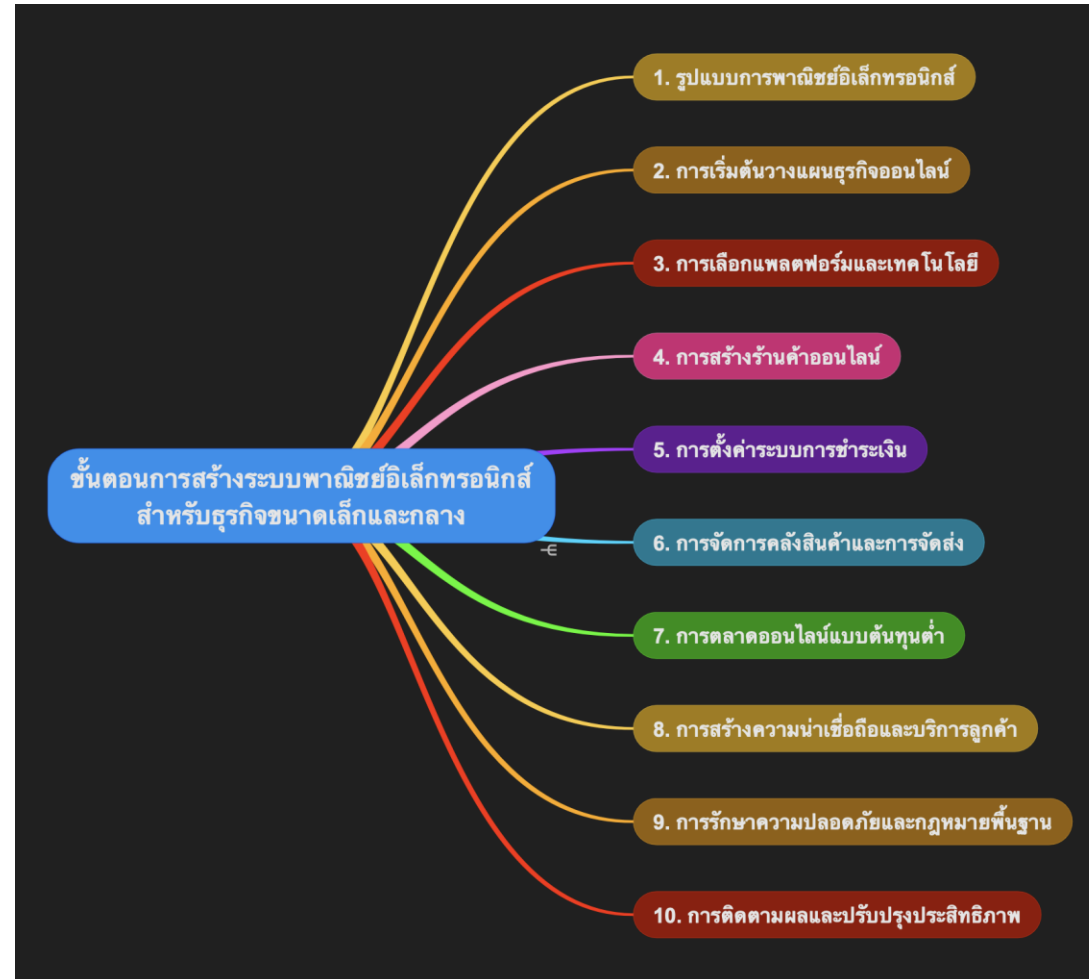 1. รูปแบบการพาณิชย์อิเล็กทรอนิกส์
2. การเริ่มต้นวางแผนธุรกิจออนไลน์
3. การเลือกแพลตฟอร์มและเทคโนโลยี
4. การสร้างร้านค้าออนไลน์
5. การตั้งค่าระบบการชำระเงิน
ขั้นตอนการสร้างระบบพาณิชย์อิเล็กทรอนิกส์
สำหรับธุรกิจขนาดเล็กและกลาง
6. การจัดการคลังสินค้าและการจัดส่ง
7. การตลาดออนไลน์แบบต้นทุนต่ำ
8. การสร้างความน่าเชื่อถือและบริการลูกค้า
9. การรักษาความปลอดภัยและกฎหมายพื้นฐาน
10. การติดตามผลและปรับปรุงประสิทธิภาพ